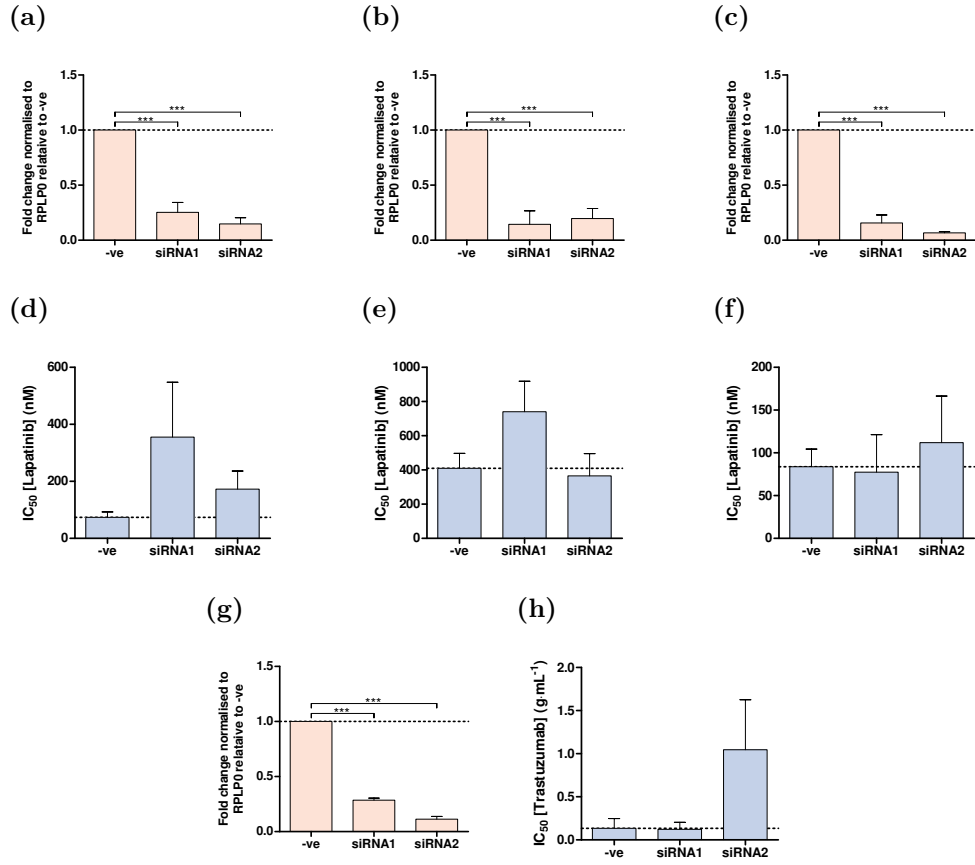 (a)
Fold change normalised to
RPLP0 relataive to -ve
1.5
1.0
0.5
0.0
***
***
-ve siRNA1 siRNA2
(b)
Fold change normalised to
RPLP0 relataive to -ve
1.5
1.0
0.5
0.0
***
***
-ve siRNA1 siRNA2
(c)
Fold change normalised to
RPLP0 relataive to -ve
1.5
1.0
0.5
0.0
***
***
-ve siRNA1 siRNA2
(d)
IC50 [Lapatinib] (nM)
600
400
200
0
-ve siRNA1 siRNA2
(e)
IC50 [Lapatinib] (nM)
1000
800
600
400
200
0
-ve siRNA1 siRNA2
(f)
IC50 [Lapatinib] (nM)
200
150
100
50
0
-ve siRNA1 siRNA2
(g)
Fold change normalised to
RPLP0 relataive to -ve
1.5
1.0
0.5
0.0
***
***
-ve siRNA1 siRNA2
(h)
IC50 [Trastuzumab] (g·mL-1)
2.0
1.5
1.0
0.5
0.0
-ve siRNA1 siRNA2